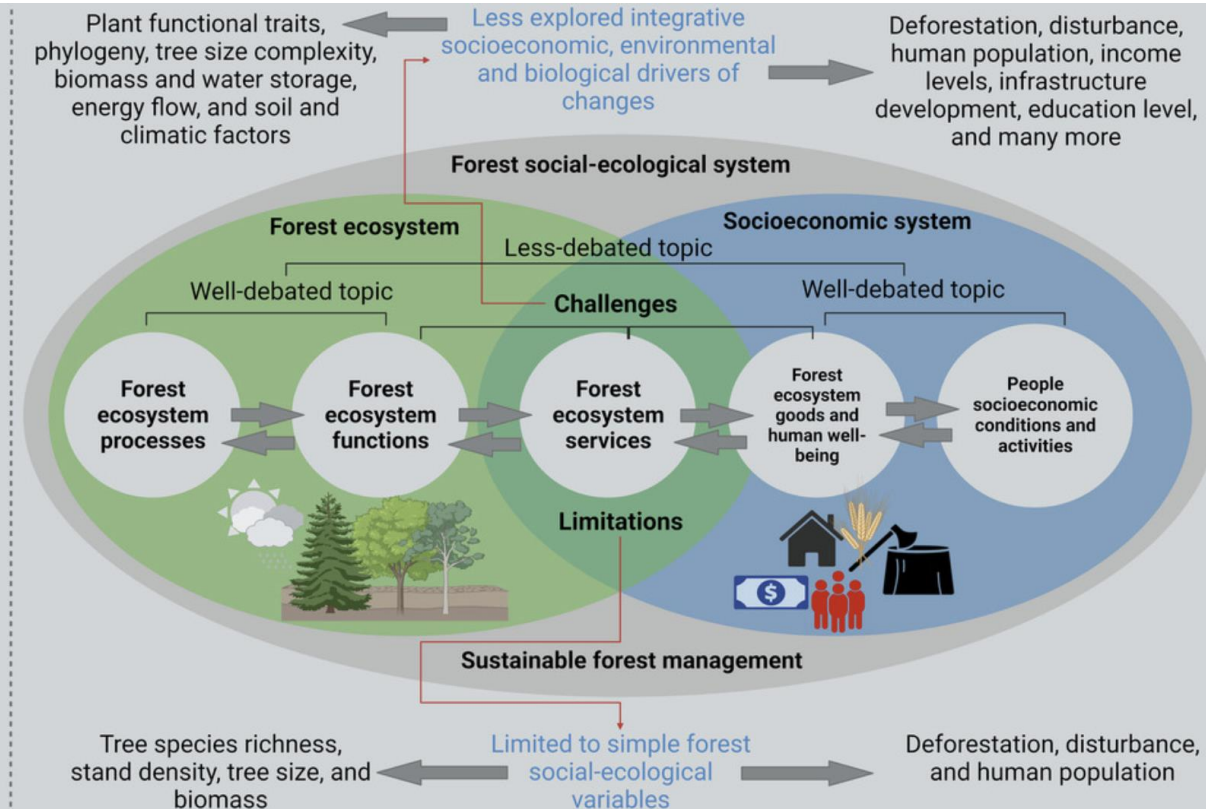 Plant functional traits,
phylogeny, tree size complexity,
biomass and water storage,
energy flow, and soil and
climatic factors
Less explored integrative
socioeconomic, environmental
and biological drivers of
changes
Deforestation, disturbance,
human population, income
levels, infrastructure
development, education level,
and many more
Forest social-ecological system
Forest ecosystem
Socioeconomic system
Less-debated topic
Well-debated topic
Well-debated topic
Challenges
Forest
ecosystem
processes
Forest
ecosystem
functions
Forest
ecosystem
services
Forest
ecosystem
goods and
human well-
being
People
socioeconomic
conditions and
activities
Limitations
$
Sustainable forest management
Tree species richness,
stand density, tree size, and
biomass
Limited to simple forest
social-ecological
variables
Deforestation, disturbance,
and human population